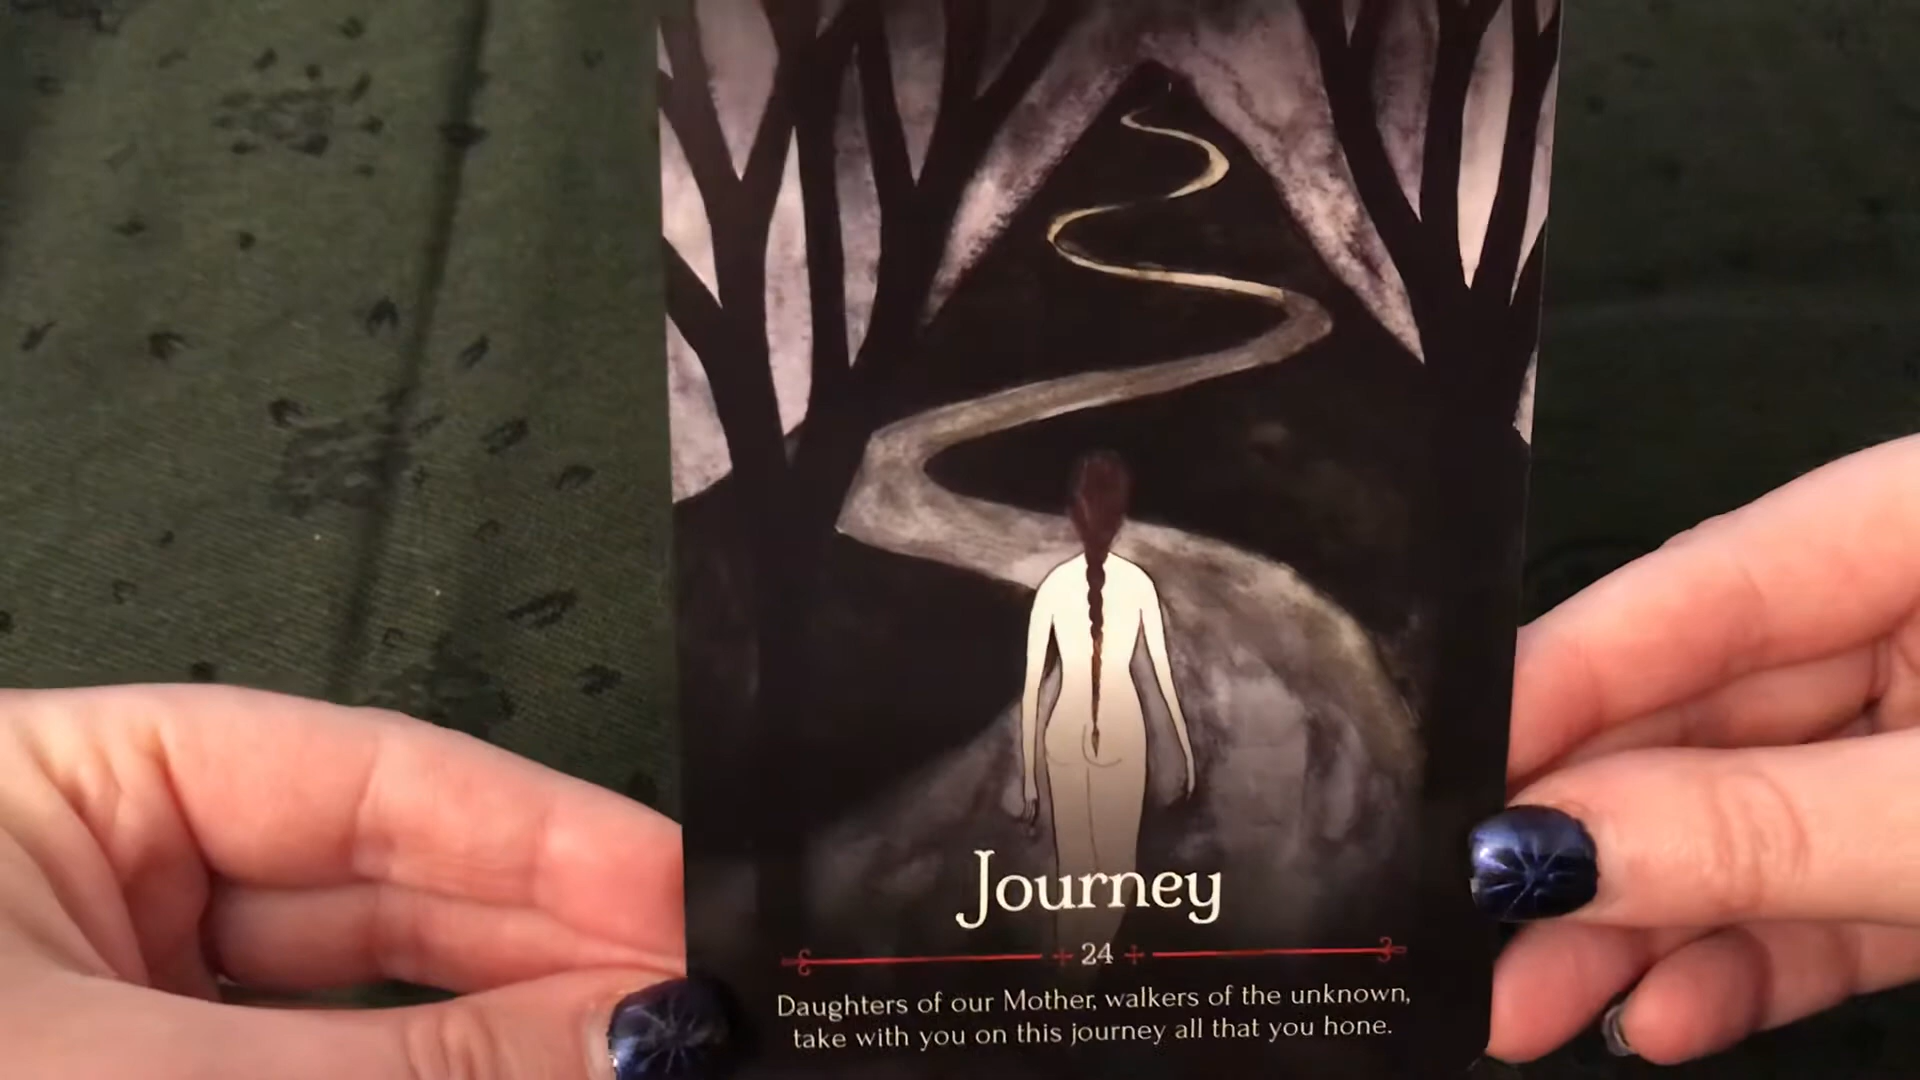 Journey
24
Daughters of our Mother, walkers of the unknown,
take with you on this journey all that you hone.